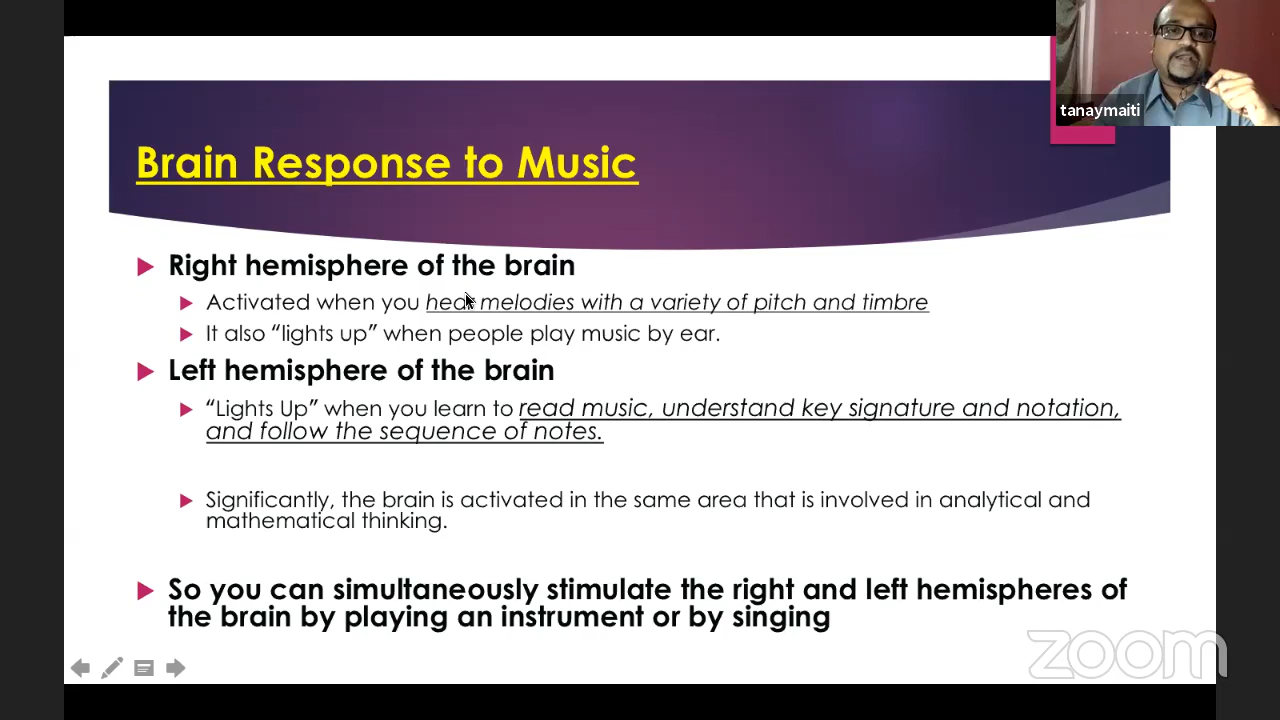 tanaymaiti
Brain Response to Music
Right hemisphere of the brain
Activated when you hear melodies with a variety of pitch and timbre
It also “lights up” when people play music by ear.
Left hemisphere of the brain
“Lights Up” when you learn to read music, understand key signature and notation,
and follow the sequence of notes.
Significantly, the brain is activated in the same area that is involved in analytical and
mathematical thinking.
So you can simultaneously stimulate the right and left hemispheres of
the brain by playing an instrument or by singing
zoom